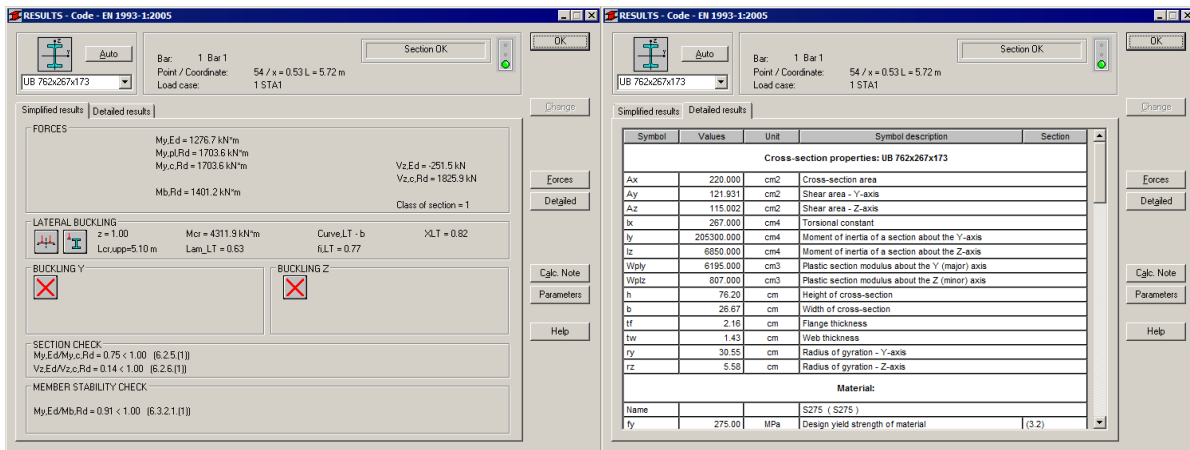 RESULTS - Code - EN 1993-1:2005
Auto
UB 762x267x173
Bar: 1 Bar 1
Point / Coordinate: 54 / x = 0.53 L = 5.72 m
Load case: 1 STA1
Section OK
OK
Simplified results
Detailed results
Change
FORCES
My,Ed = 1276.7 kN*m
My,pl,Rd = 1703.6 kN*m
My,c,Rd = 1703.6 kN*m
Vz,Ed = -251.5 kN
Vz,c,Rd = 1825.9 kN
Mb,Rd = 1401.2 kN*m
Class of section = 1
Forces
Detailed
LATERAL BUCKLING
z = 1.00 Mcr = 4311.9 kN*m Curve,LT - b XLT = 0.82
Lcr,upp=5.10 m Lam_LT = 0.63 fi,LT = 0.77
BUCKLING Y
BUCKLING Z
Calc. Note
Parameters
Help
SECTION CHECK
My,Ed/My,c,Rd = 0.75 < 1.00 (6.2.5.(1))
Vz,Ed/Vz,c,Rd = 0.14 < 1.00 (6.2.6.(1))
MEMBER STABILITY CHECK
My,Ed/Mb,Rd = 0.91 < 1.00 (6.3.2.1.(1))
RESULTS - Code - EN 1993-1:2005
Auto
UB 762x267x173
Bar: 1 Bar 1
Point / Coordinate: 54 / x = 0.53 L = 5.72 m
Load case: 1 STA1
Section OK
OK
Simplified results
Detailed results
Change
Symbol Values Unit Symbol description Section
Cross-section properties: UB 762x267x173
Ax 220.000 cm2 Cross-section area
Ay 121.931 cm2 Shear area - Y-axis
Az 115.002 cm2 Shear area - Z-axis
Ix 267.000 cm4 Torsional constant
Iy 205300.000 cm4 Moment of inertia of a section about the Y-axis
Iz 6850.000 cm4 Moment of inertia of a section about the Z-axis
Wply 6195.000 cm3 Plastic section modulus about the Y (major) axis
Wplz 807.000 cm3 Plastic section modulus about the Z (minor) axis
h 76.20 cm Height of cross-section
b 26.67 cm Width of cross-section
tf 2.16 cm Flange thickness
tw 1.43 cm Web thickness
ry 30.55 cm Radius of gyration - Y-axis
rz 5.58 cm Radius of gyration - Z-axis
Material:
Name S275 ( S275 )
fy 275.00 MPa Design yield strength of material (3.2)
Forces
Detailed
Calc. Note
Parameters
Help